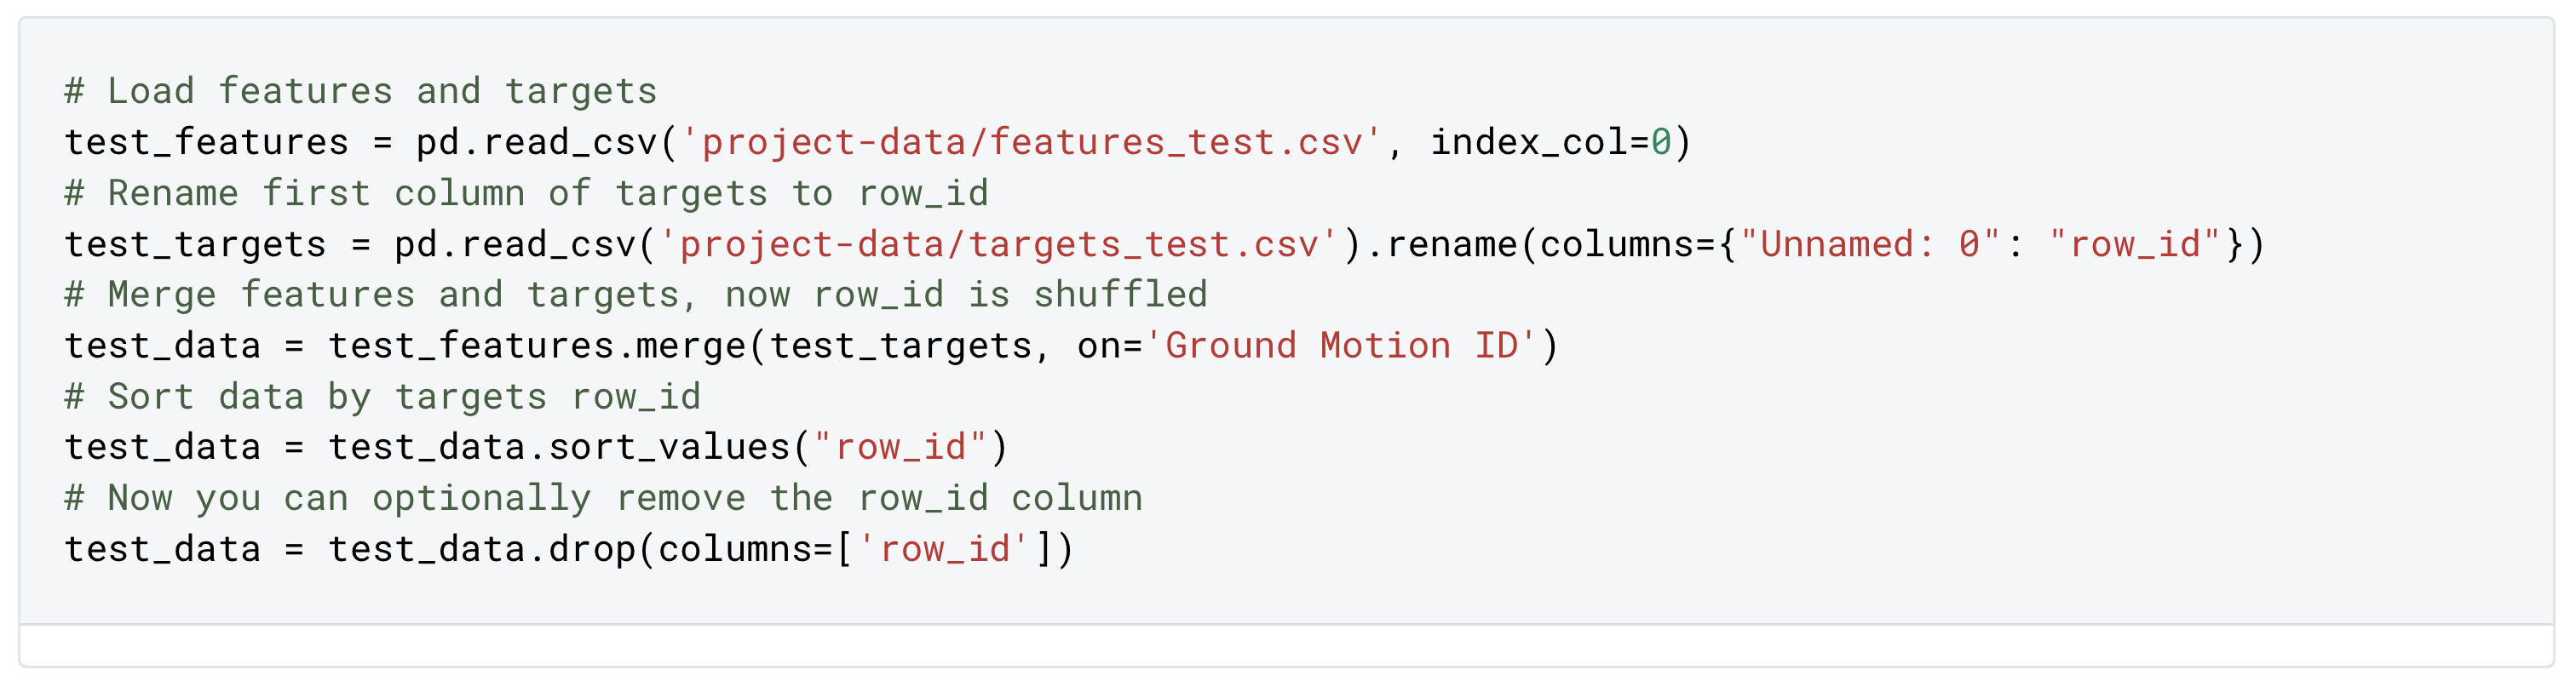 # Load features and targets
test_features = pd.read_csv('project-data/features_test.csv', index_col=0)
# Rename first column of targets to row_id
test_targets = pd.read_csv('project-data/targets_test.csv').rename(columns={"Unnamed: 0": "row_id"})
# Merge features and targets, now row_id is shuffled
test_data = test_features.merge(test_targets, on='Ground Motion ID')
# Sort data by targets row_id
test_data = test_data.sort_values("row_id")
# Now you can optionally remove the row_id column
test_data = test_data.drop(columns=['row_id'])